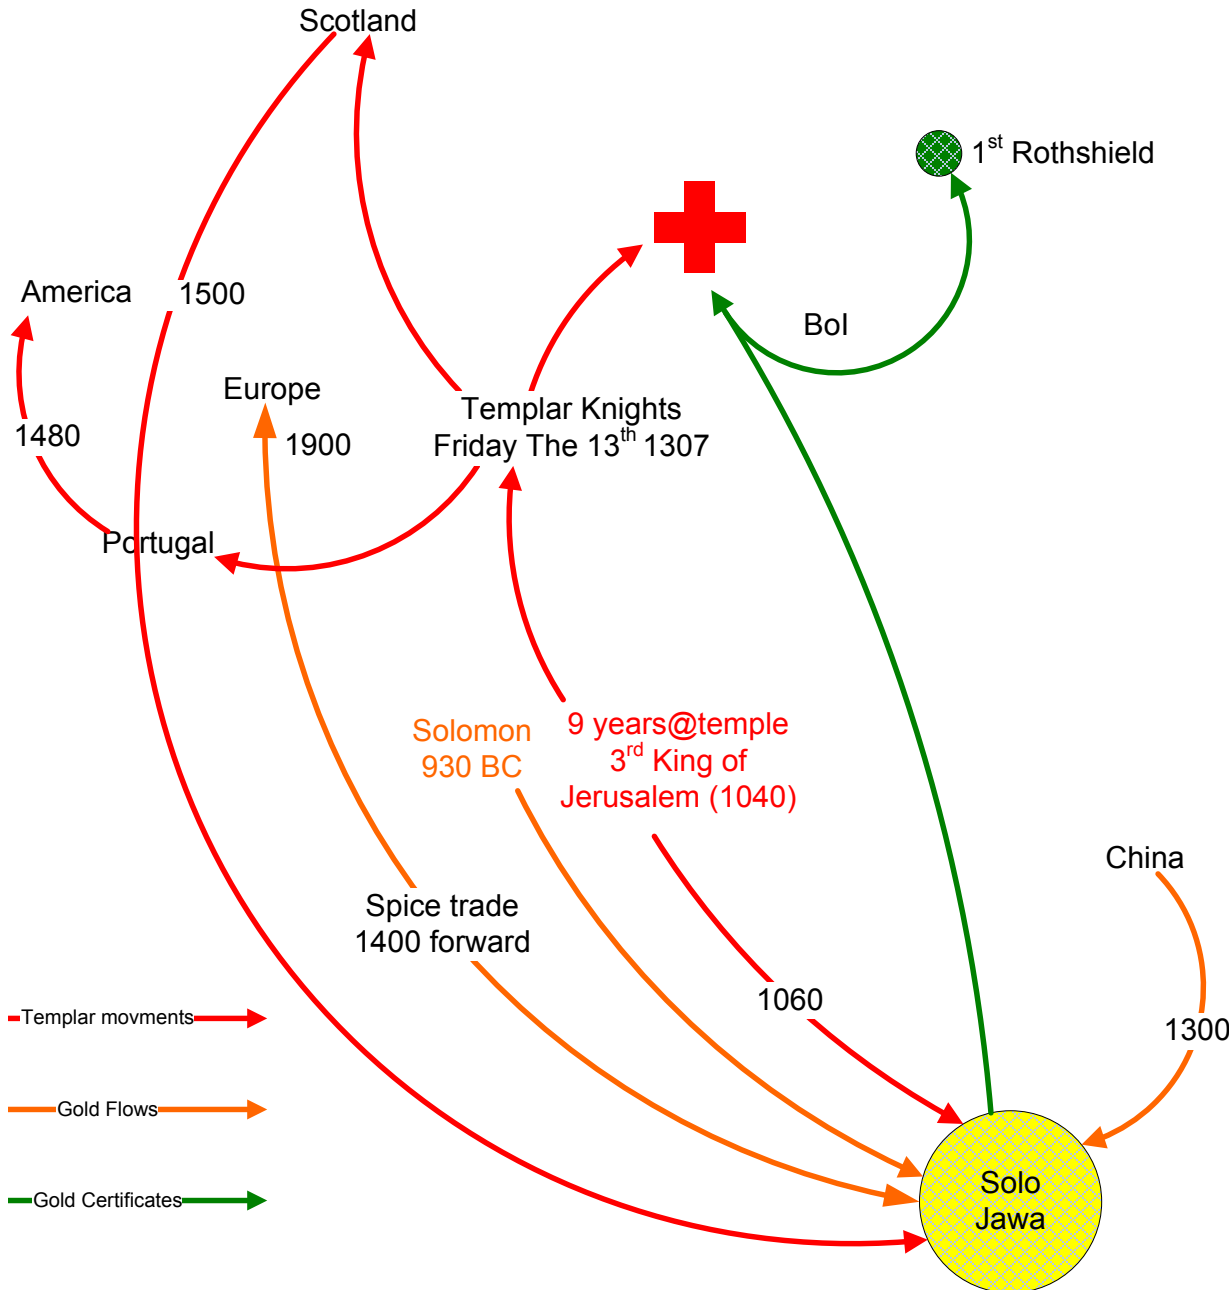 Scotland
1st Rothshield
America
1500
BoI
Europe
1900
Templar Knights
Friday The 13th 1307
1480
Portugal
Solomon
930 BC
9 years@temple
3rd King of
Jerusalem (1040)
China
Spice trade
1400 forward
1060
1300
Templar movments
Gold Flows
Gold Certificates
Solo
Jawa